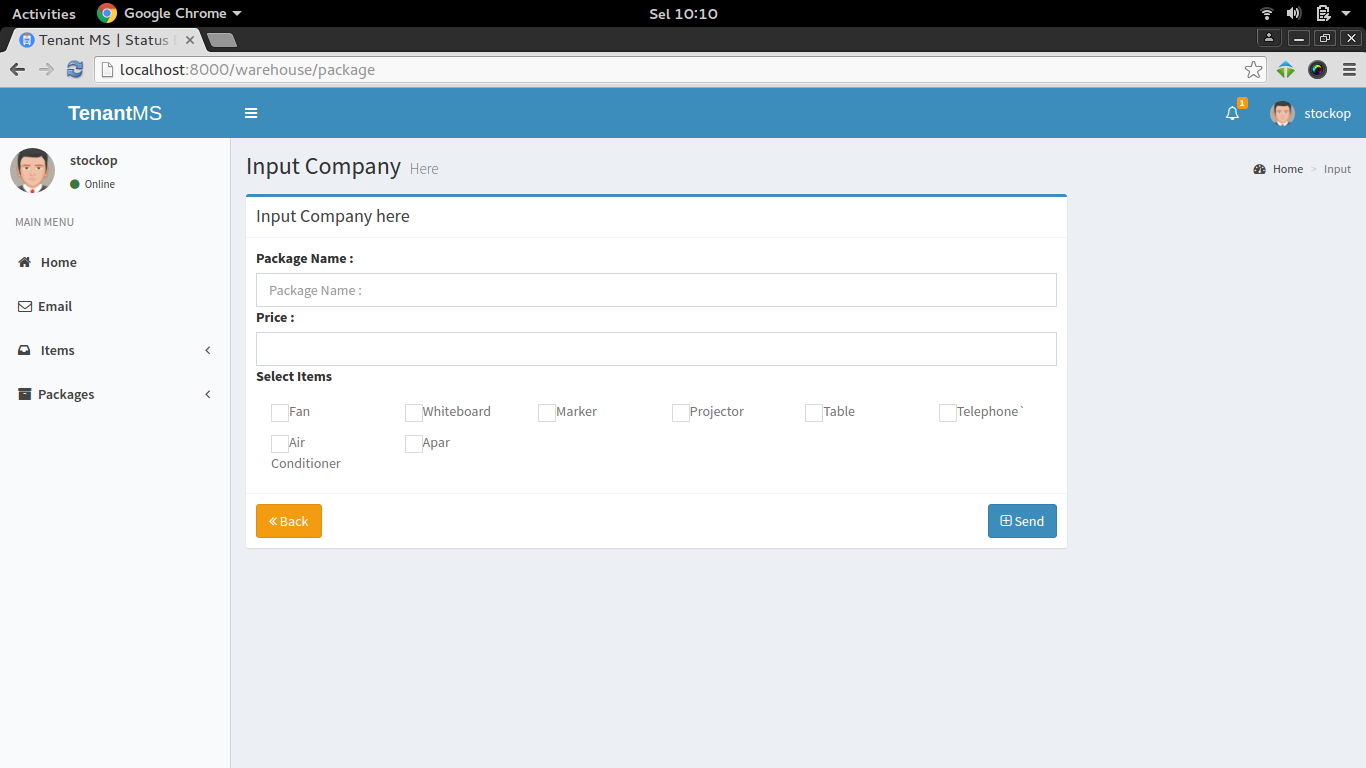 Activities Google Chrome Sel 10:10
Tenant MS | Status
localhost:8000/warehouse/package
TenantMS 1 stockop
stockop
Online
MAIN MENU
Home
Email
Items
Packages
Input Company Here
Home > Input
Input Company here
Package Name :
Package Name :
Price :
Select Items
Fan Whiteboard Marker Projector Table Telephone`
Air Apar
Conditioner
Back Send